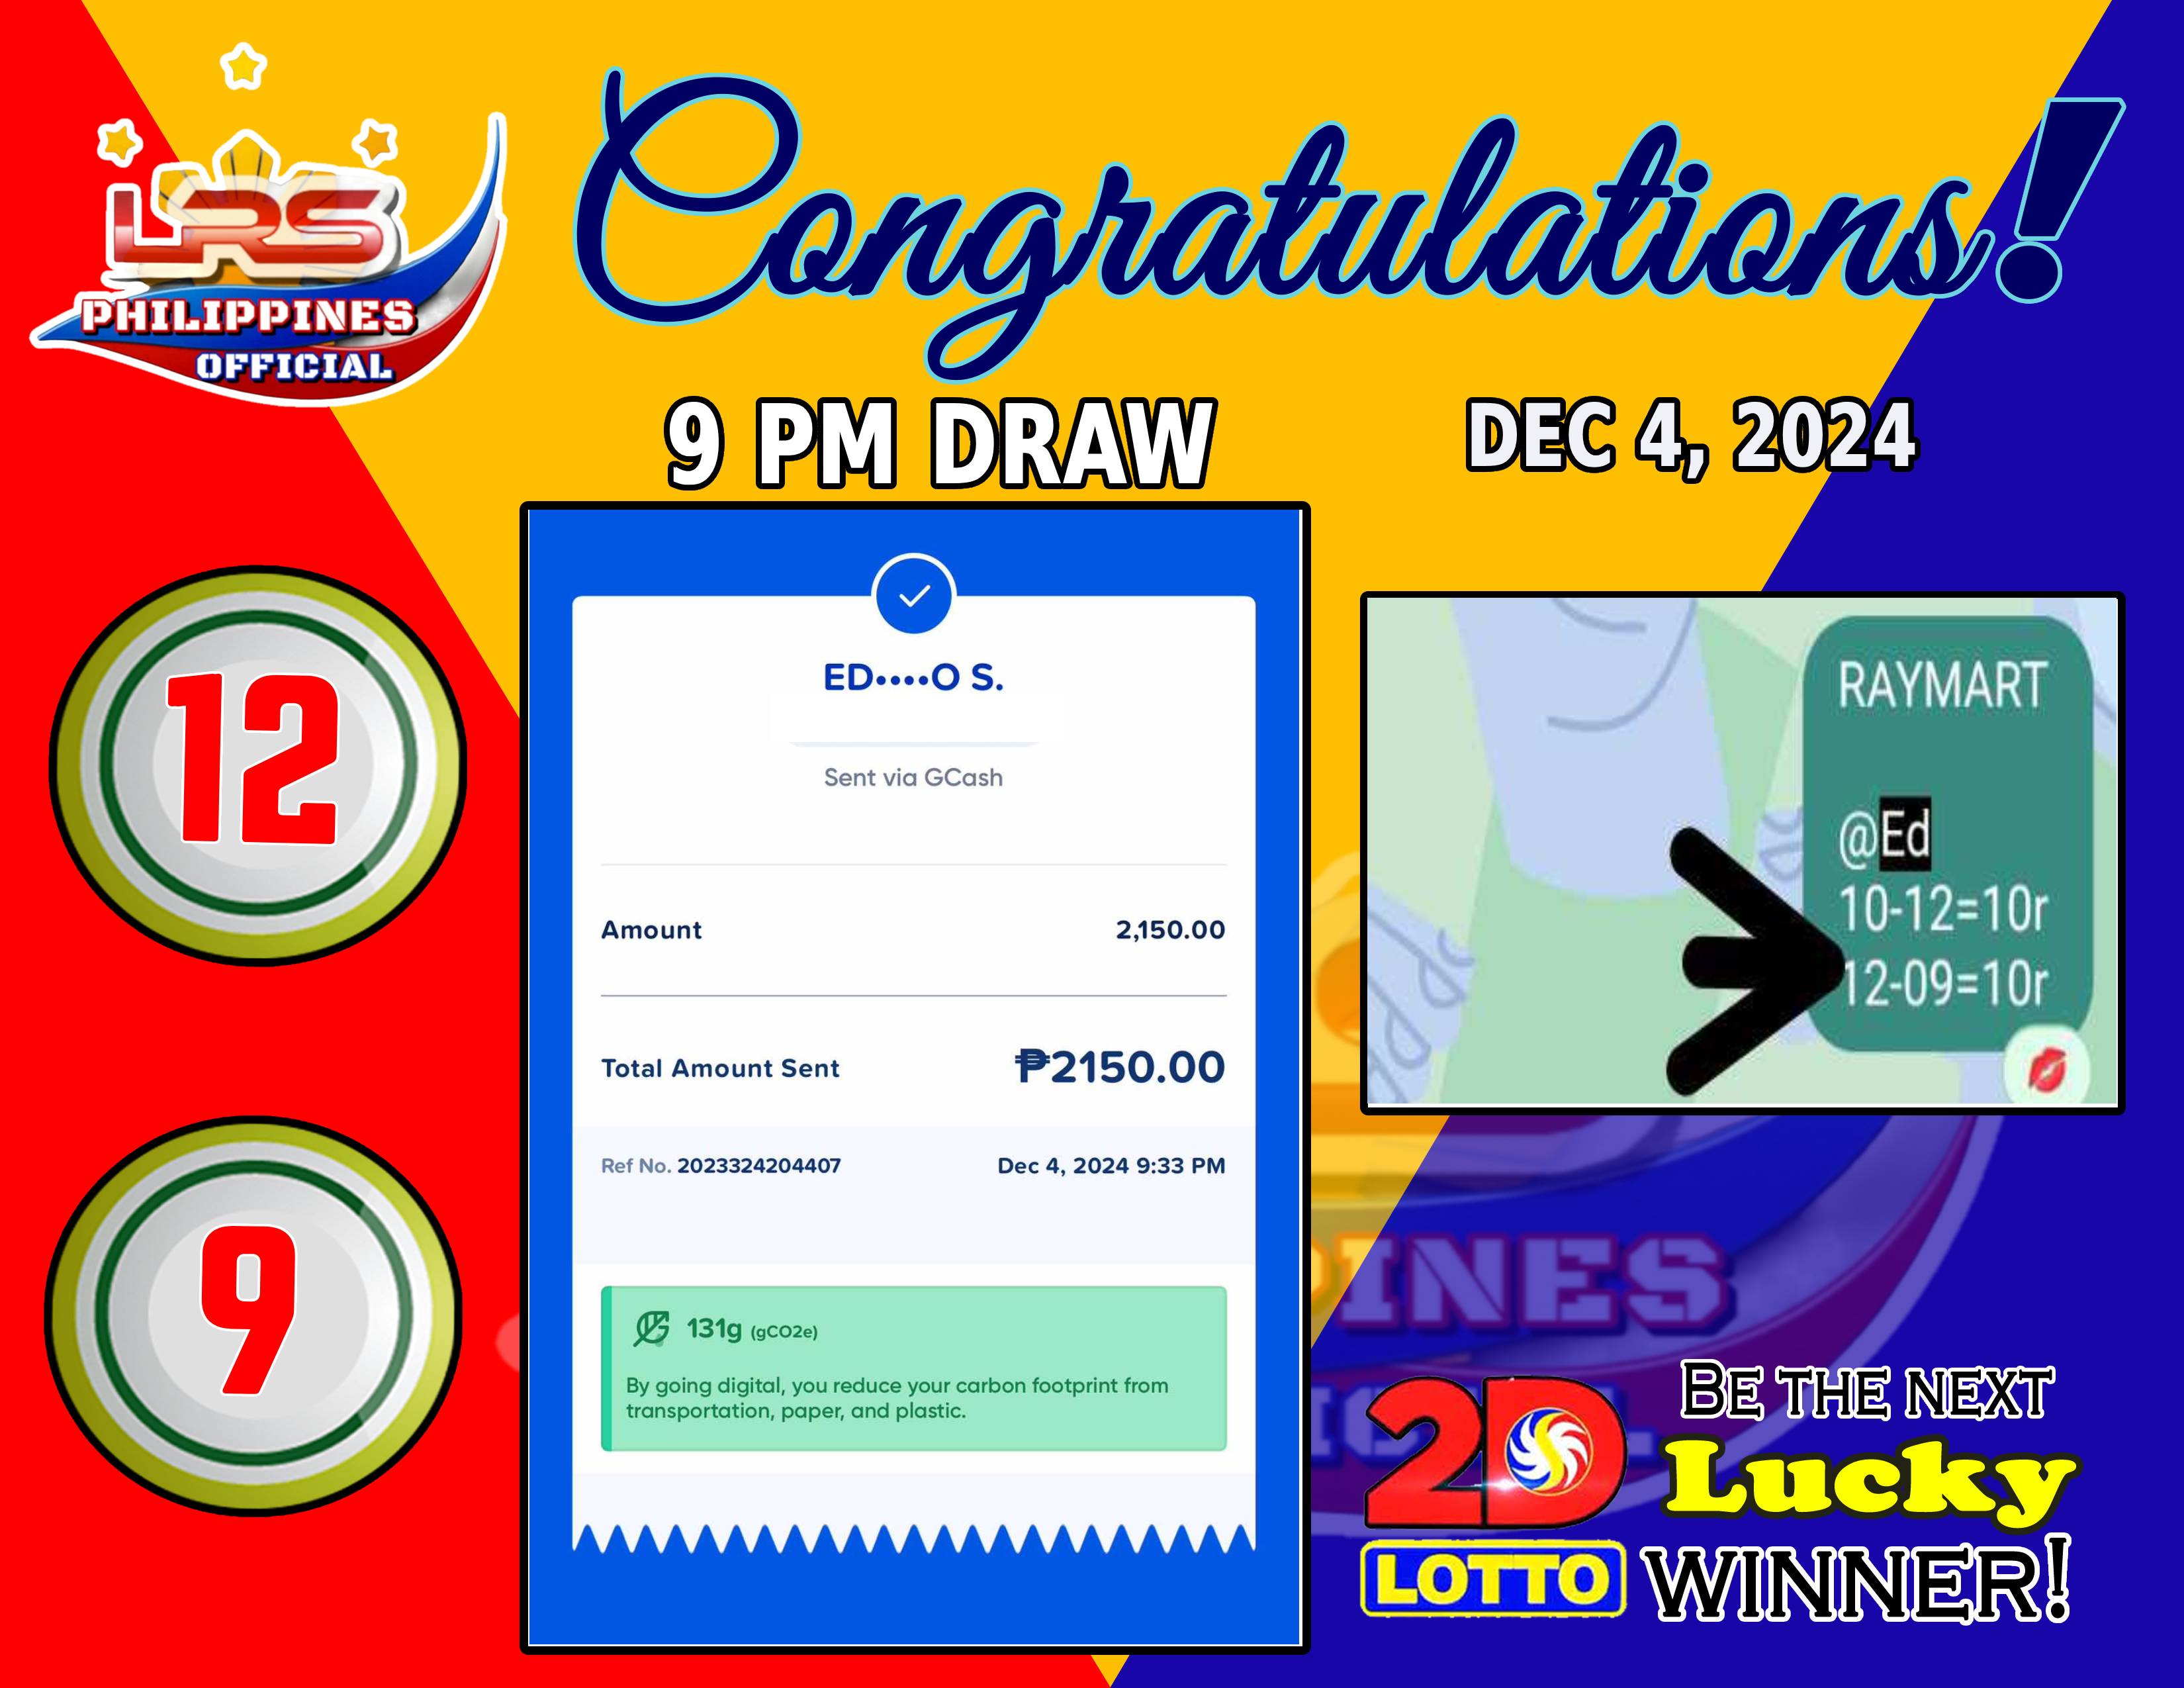 LRS
PHILIPPINES
OFFICIAL
Congratulations!
9 PM DRAW
DEC 4, 2024
12
9
ED••••O S.
Sent via GCash
Amount 2,150.00
Total Amount Sent ₱2150.00
Ref No. 2023324204407 Dec 4, 2024 9:33 PM
131g (gCO2e)
By going digital, you reduce your carbon footprint from
transportation, paper, and plastic.
RAYMART
@Ed
10-12=10r
12-09=10r
PINES
2D
LOTTO
BE THE NEXT
Lucky
WINNER!